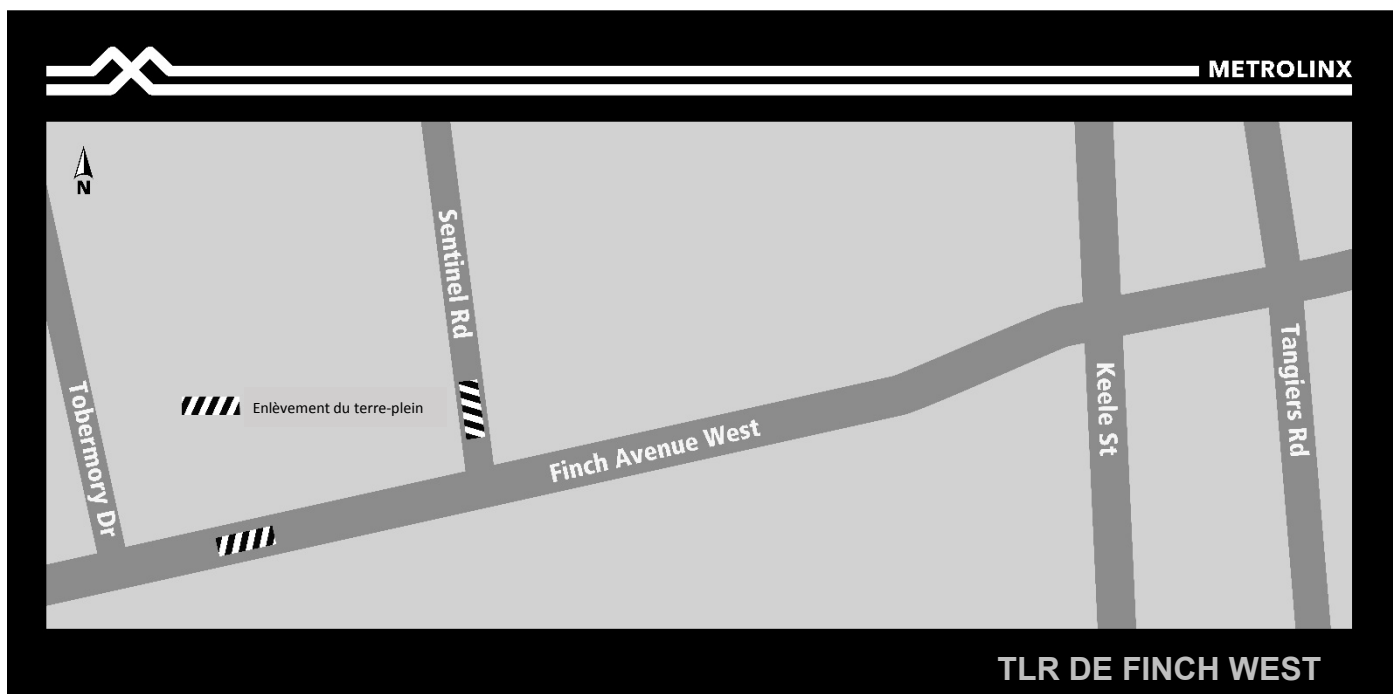 METROLINX
N
Sentinel Rd
Tobermory Dr
Enlèvement du terre-plein
Finch Avenue West
Keele St
Tangiers Rd
TLR DE FINCH WEST